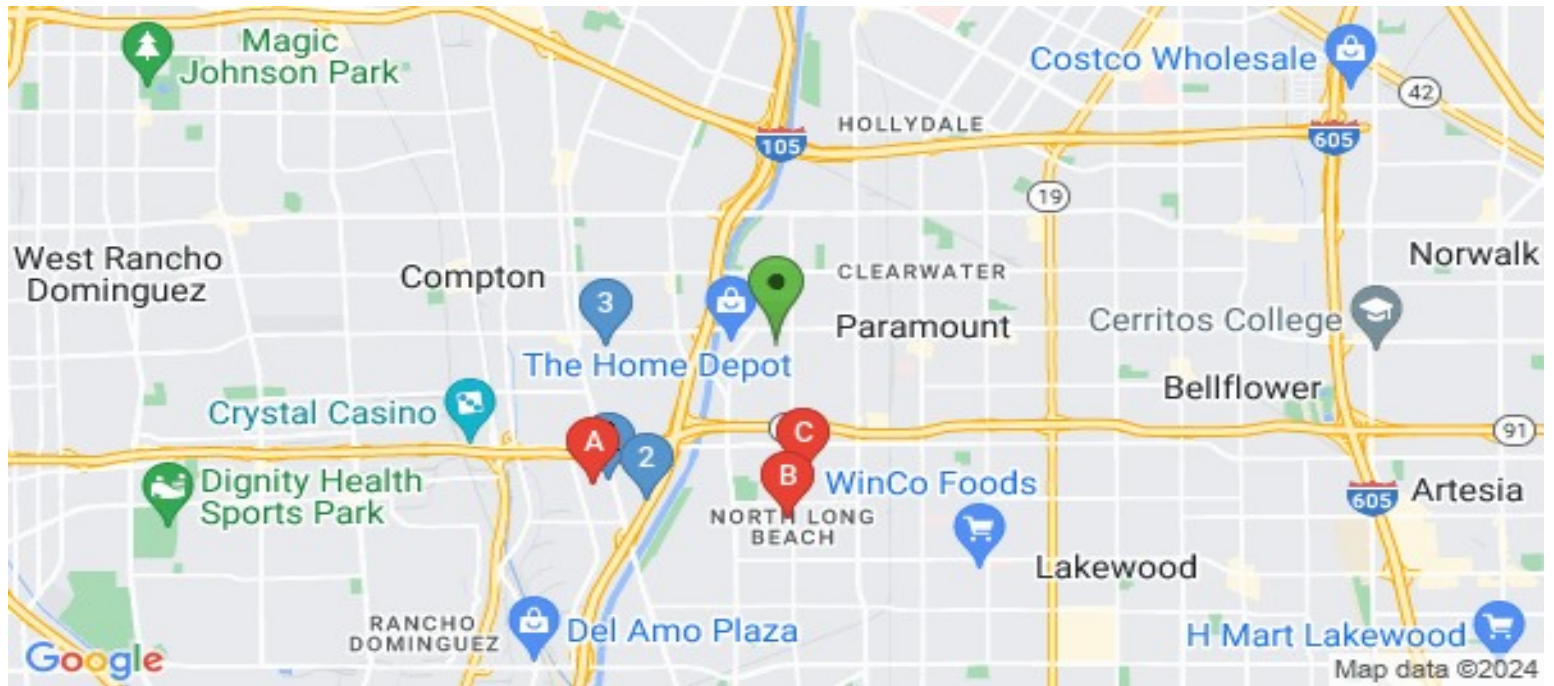 Magic
Johnson Park
Costco Wholesale
42
HOLLYDALE
105
605
19
West Rancho
Dominguez
Compton
CLEARWATER
Norwalk
3
Paramount
Cerritos College
The Home Depot
Bellflower
Crystal Casino
A
C
91
2
B
Dignity Health
Sports Park
WinCo Foods
605
Artesia
NORTH LONG
BEACH
Lakewood
RANCHO
DOMINGUEZ
Del Amo Plaza
H Mart Lakewood
Google
Map data ©2024